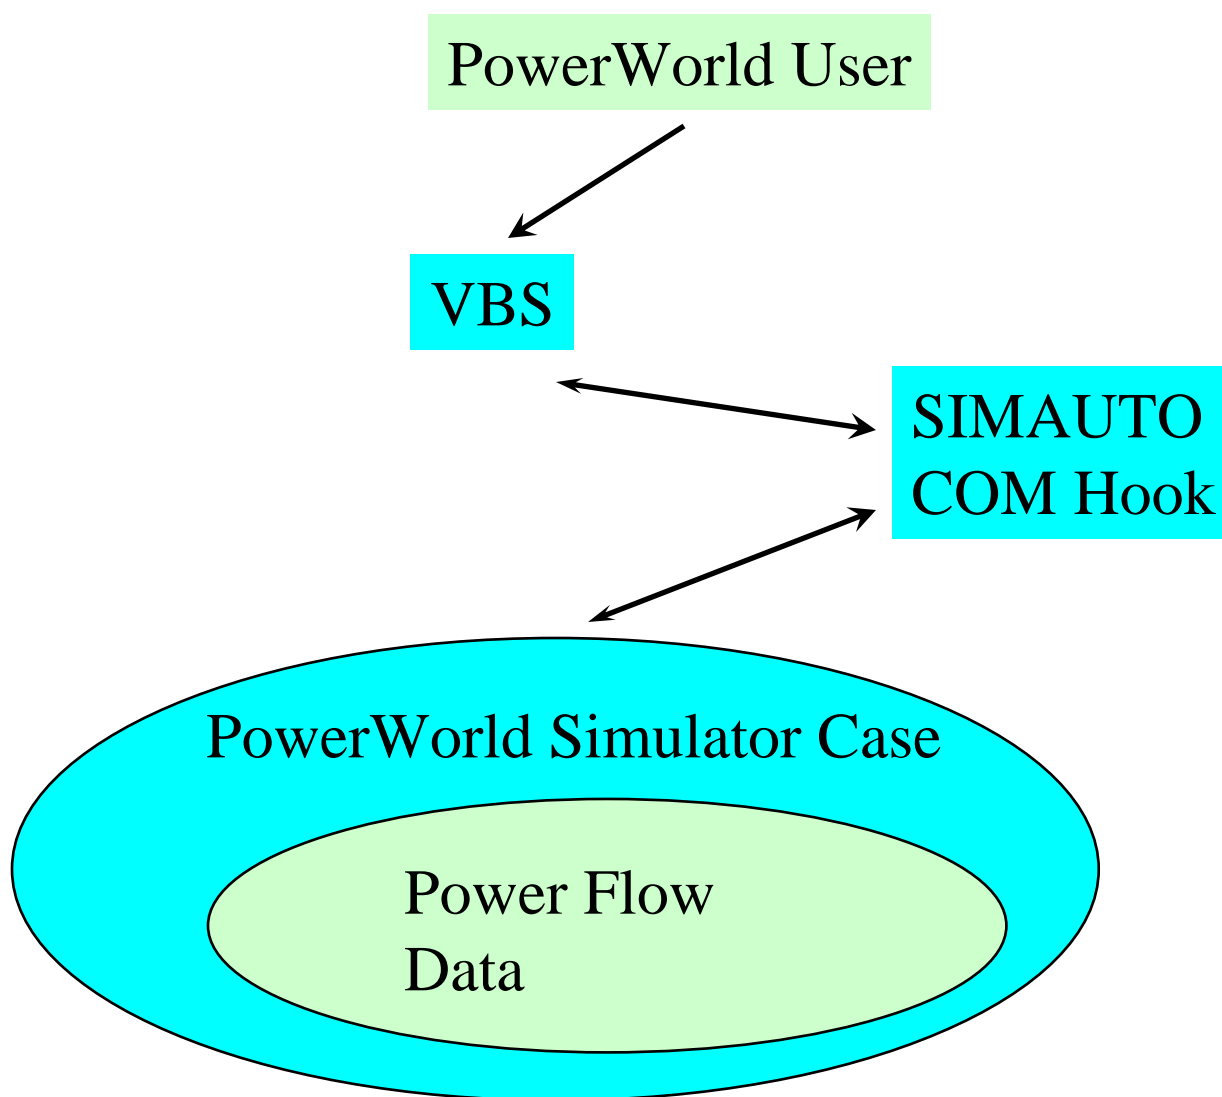 PowerWorld User
VBS
SIMAUTO
COM Hook
PowerWorld Simulator Case
Power Flow
Data